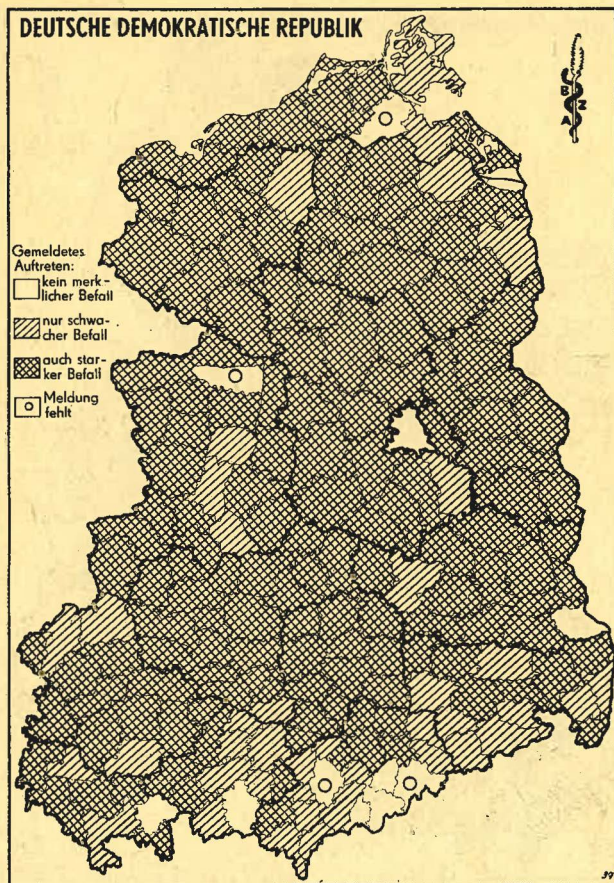 DEUTSCHE DEMOKRATISCHE REPUBLIK
B
Z
A
Gemeldetes
Auftreten:
kein merk-
licher Befall
nur schwa-
cher Befall
auch star-
ker Befall
Meldung
fehlt